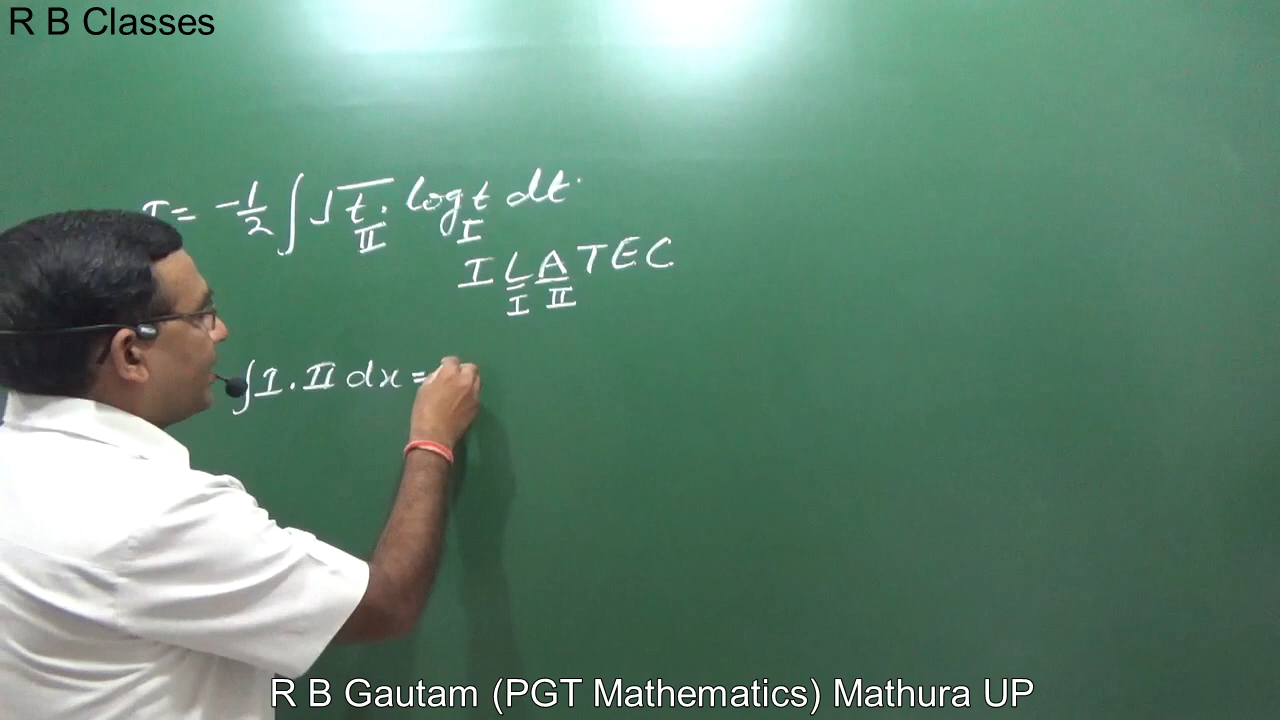 R B Classes
I = -1/2 ∫ √t · log t dt.
II I
I L A T E C
I II
∫ I . II dx =
R B Gautam (PGT Mathematics) Mathura UP